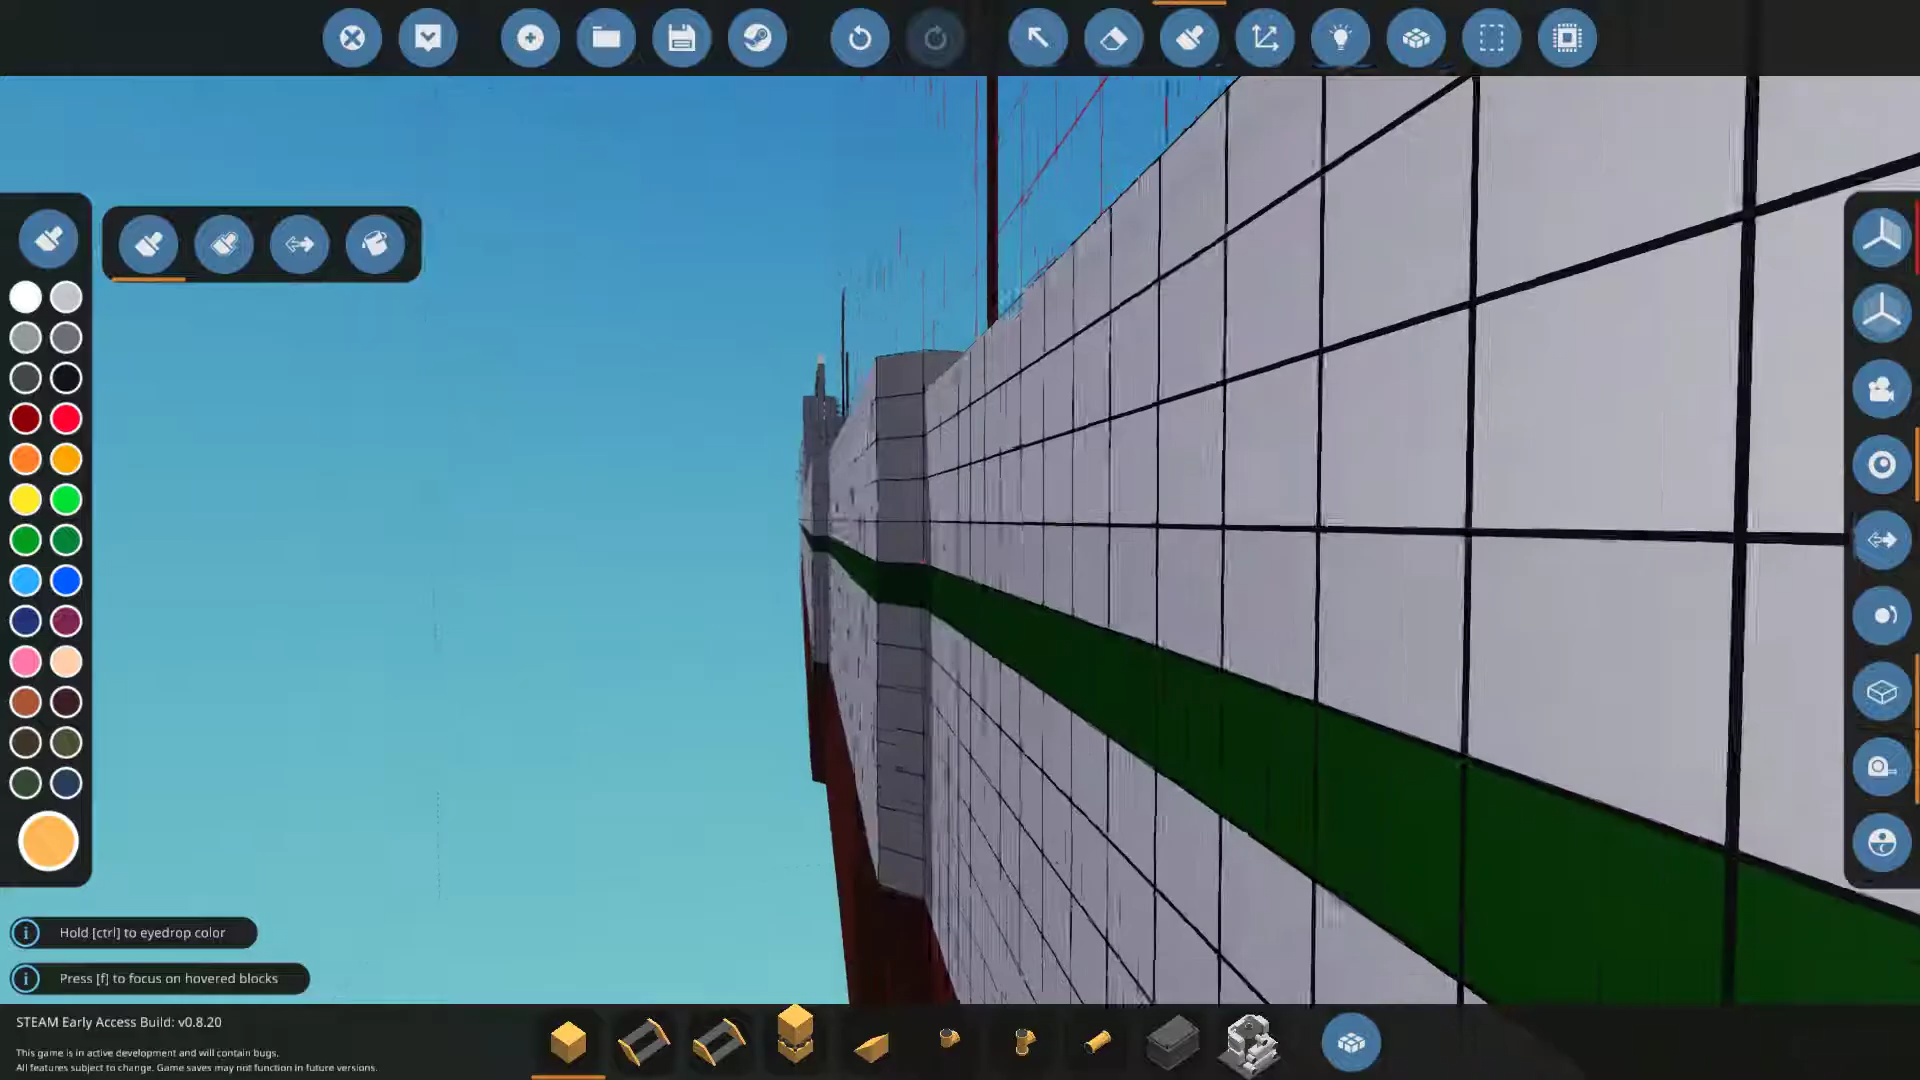 Hold [ctrl] to eyedrop color
Press [f] to focus on hovered blocks
STEAM Early Access Build: v0.8.20
This game is in active development and will contain bugs.
All features subject to change. Game saves may not function in future versions.